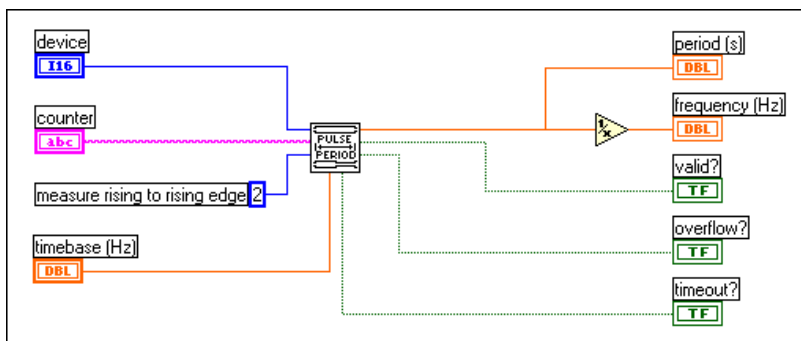 device
I16
counter
abc
measure rising to rising edge 2
timebase (Hz)
DBL
PULSE
PERIOD
1/x
period (s)
DBL
frequency (Hz)
DBL
valid?
TF
overflow?
TF
timeout?
TF